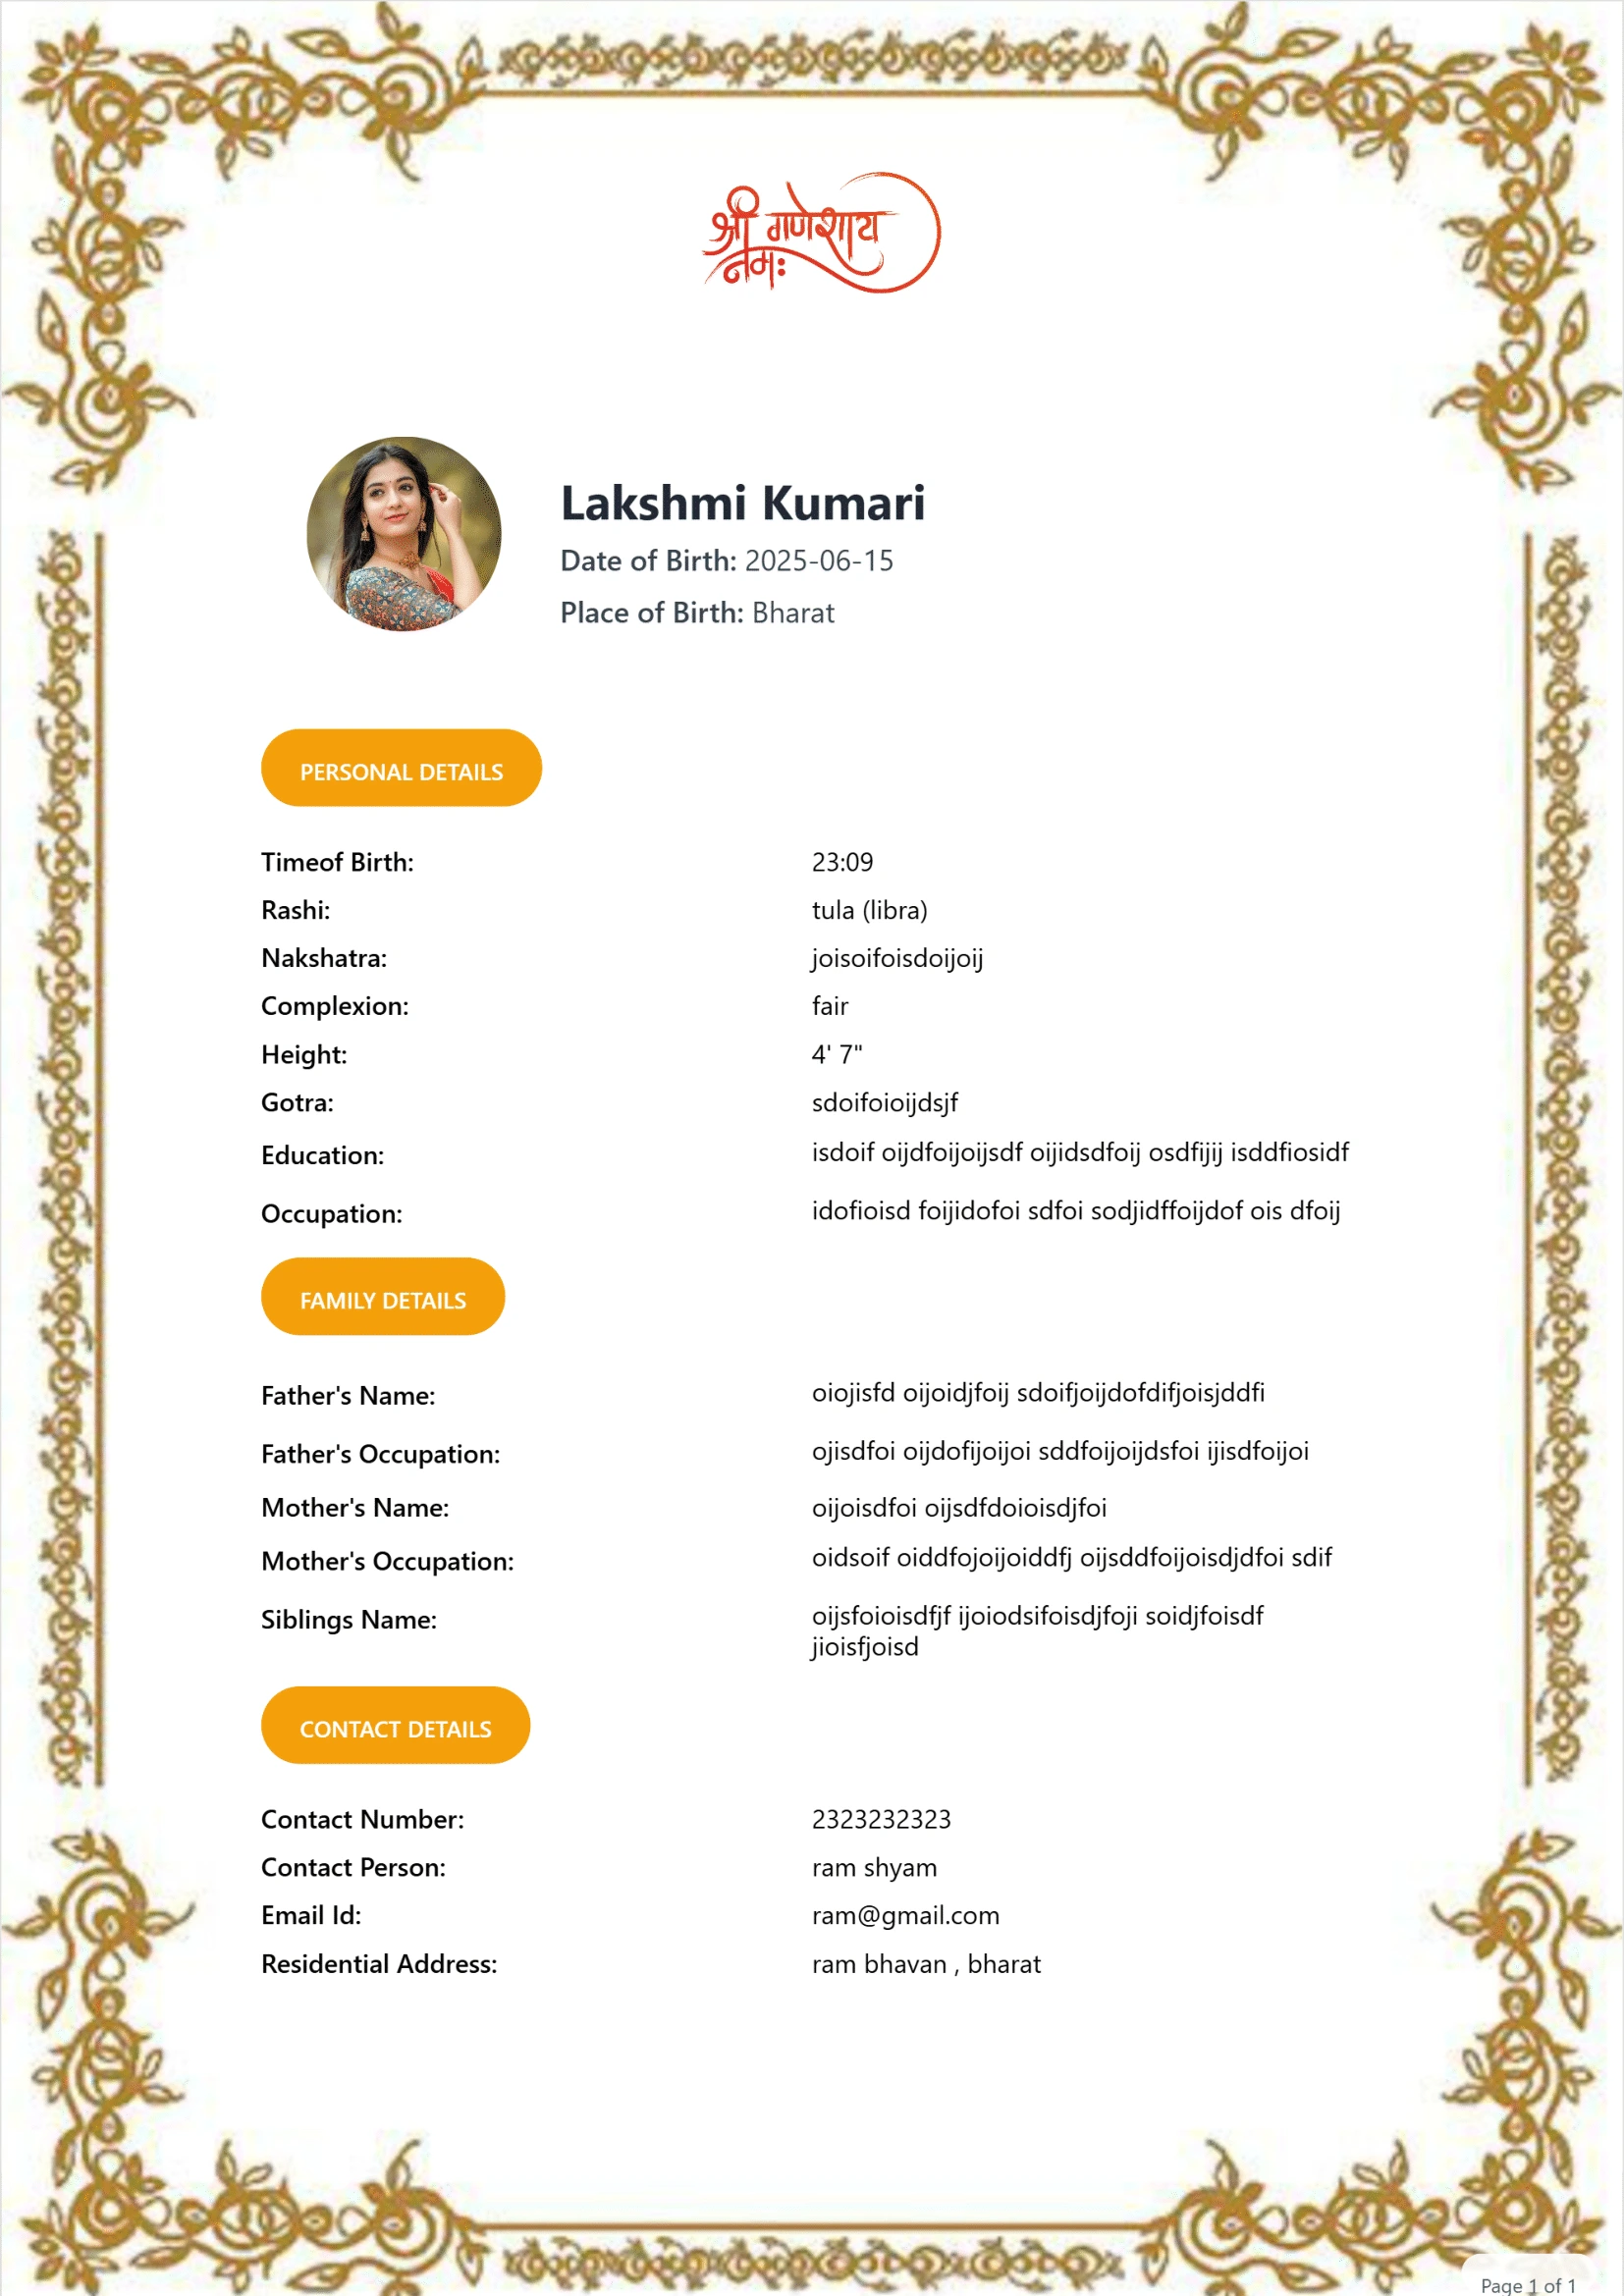 श्री गणेशाय
नमः
Lakshmi Kumari
Date of Birth: 2025-06-15
Place of Birth: Bharat
PERSONAL DETAILS
Timeof Birth: 23:09
Rashi: tula (libra)
Nakshatra: joisoifoisdoijoij
Complexion: fair
Height: 4' 7"
Gotra: sdoifoioijdsjf
Education: isdoif oijdfoijoijsdf oijidsdfoij osdfijij isddfiosidf
Occupation: idofioisd foijidofoi sdfoi sodjidffoijdof ois dfoij
FAMILY DETAILS
Father's Name: oiojisfd oijoidjfoij sdoifjoijdofdifjoisjddfi
Father's Occupation: ojisdfoi oijdofijoijoi sddfoijoijdsfoi ijisdfoijoi
Mother's Name: oijoisdfoi oijsdfdoioisdjfoi
Mother's Occupation: oidsoif oiddfojoijoiddfj oijsddfoijoisdjdfoi sdif
Siblings Name: oijsfoioisdfjf ijoiodsifoisdjfoji soidjfoisdf
jioisfjoisd
CONTACT DETAILS
Contact Number: 2323232323
Contact Person: ram shyam
Email Id: ram@gmail.com
Residential Address: ram bhavan , bharat
Page 1 of 1